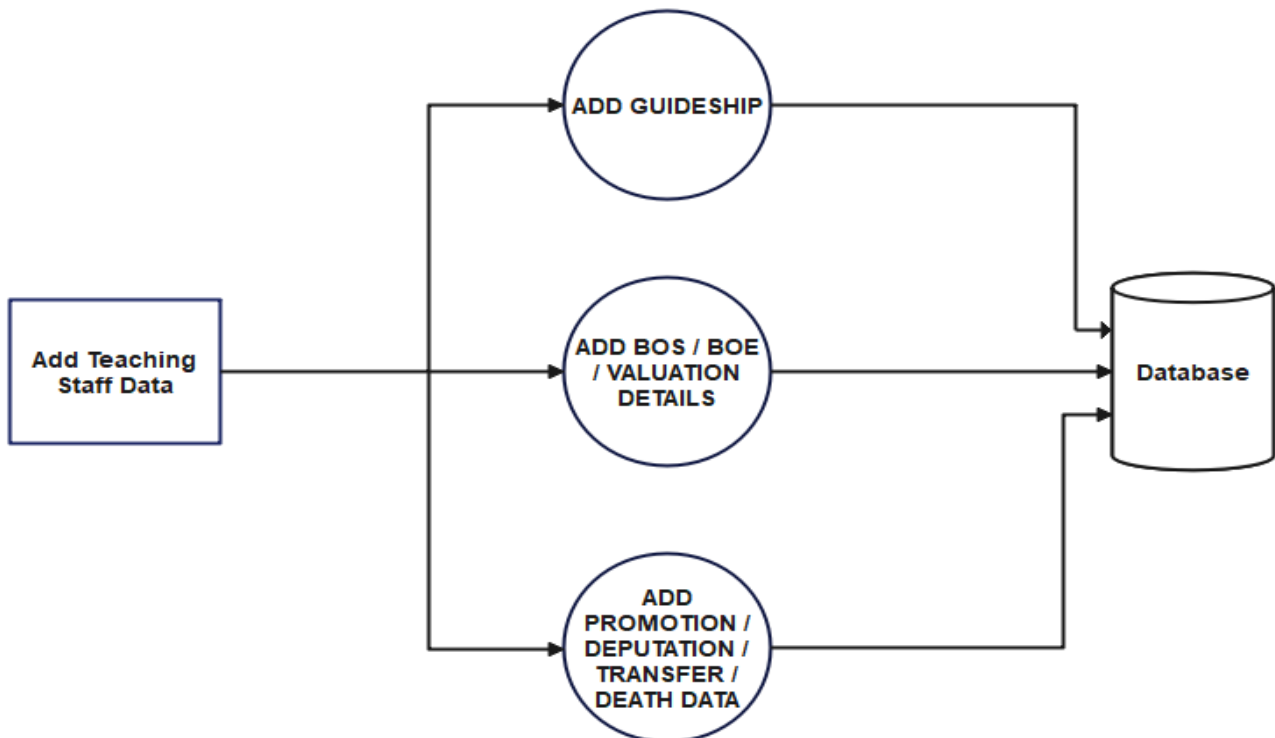 ADD GUIDESHIP
Add Teaching
Staff Data
ADD BOS / BOE
/ VALUATION
DETAILS
Database
ADD
PROMOTION /
DEPUTATION /
TRANSFER /
DEATH DATA